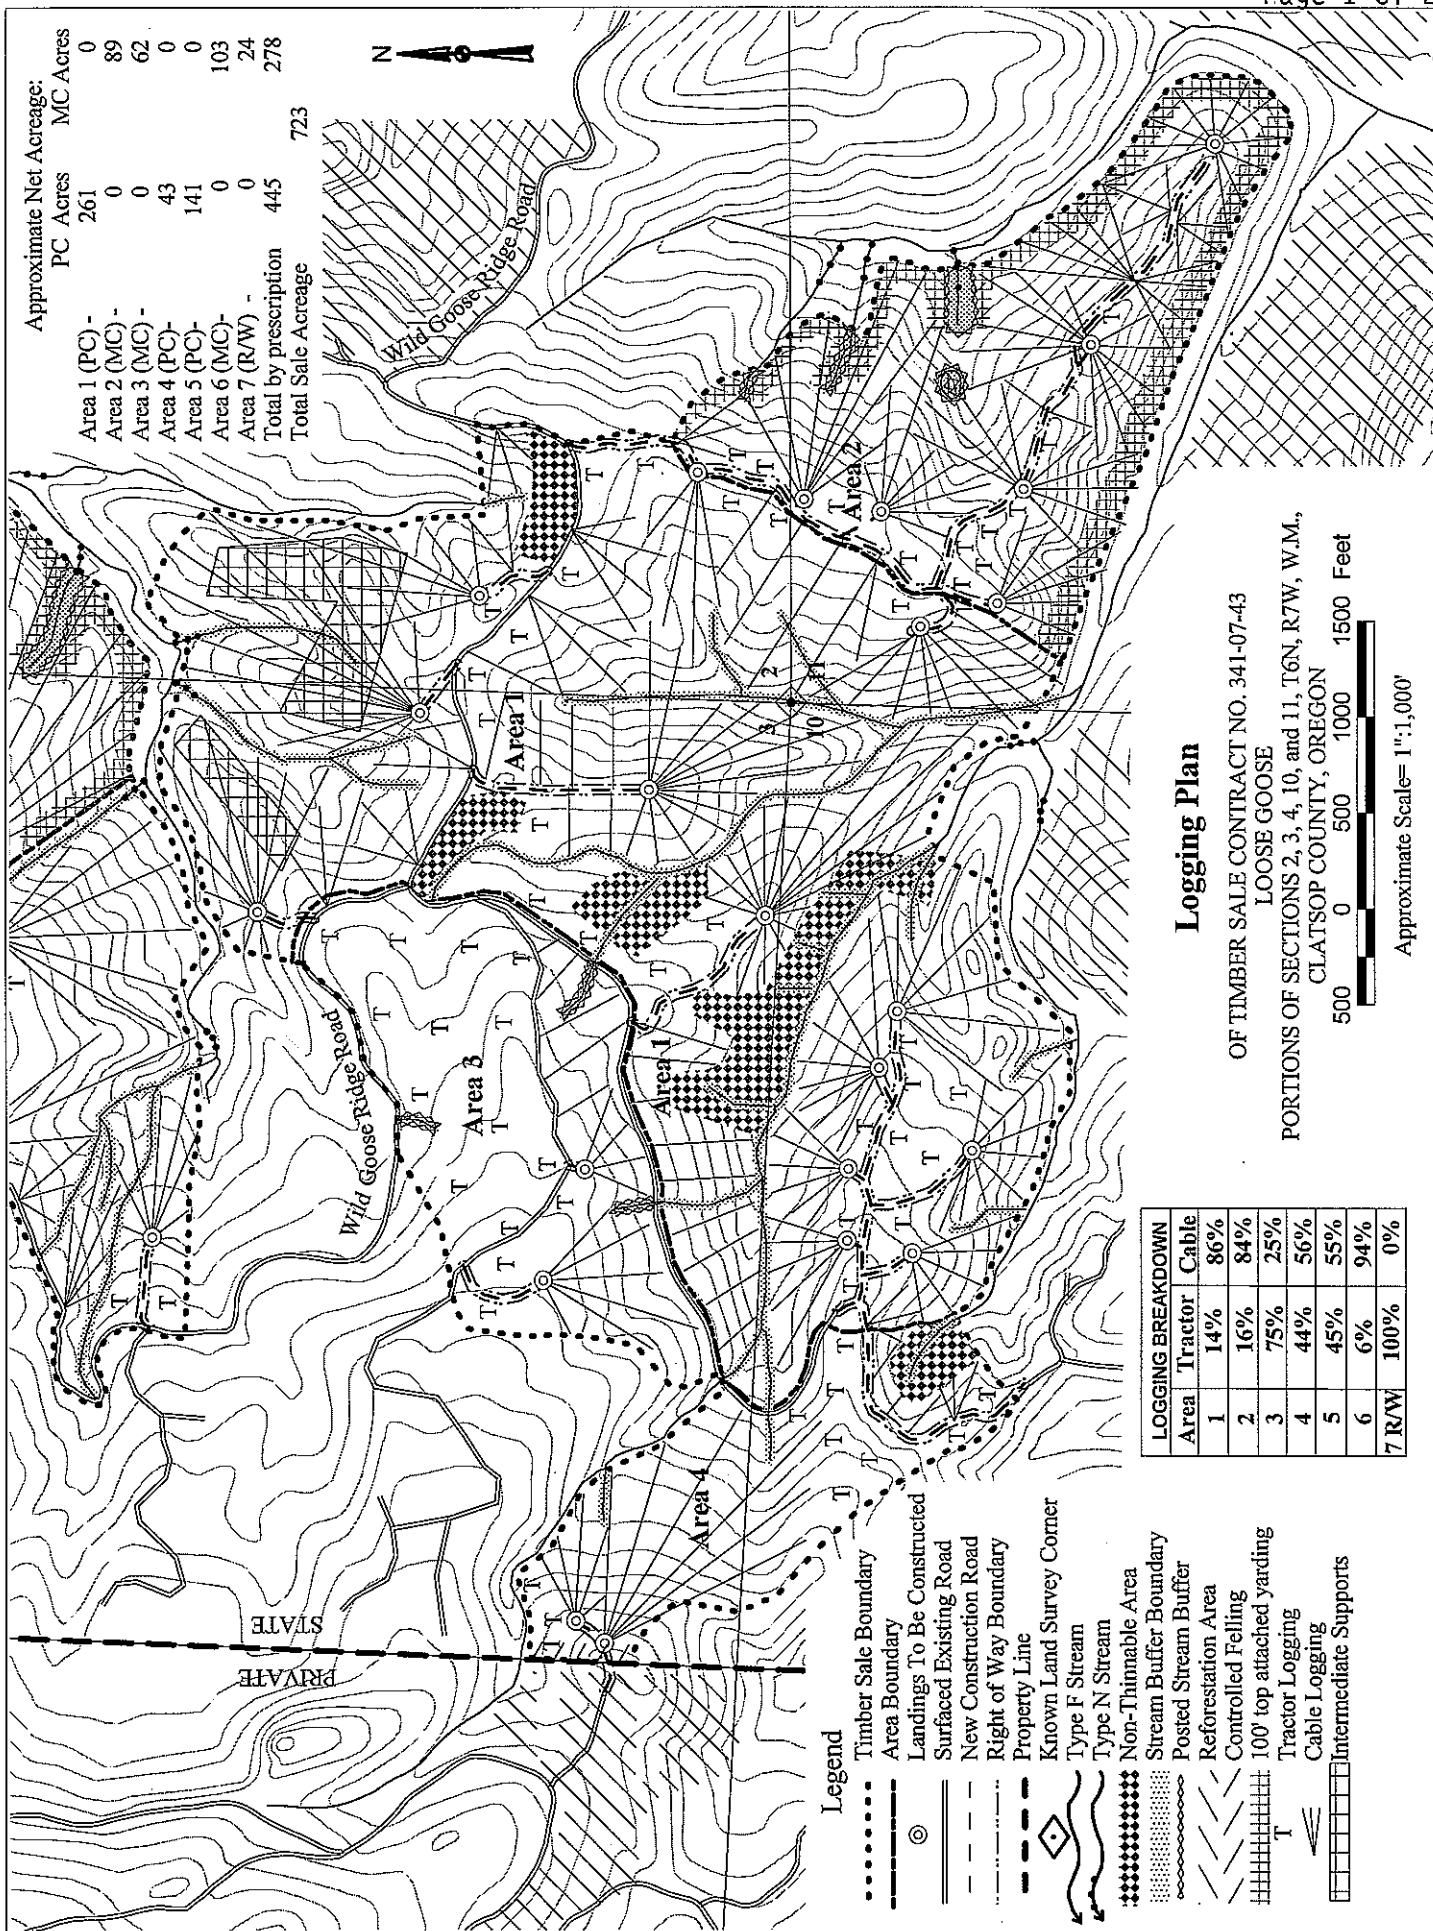 Approximate Net Acreage:
PC Acres MC Acres
Area 1 (PC) - 261 0
Area 2 (MC) - 0 89
Area 3 (MC) - 0 62
Area 4 (PC)- 43 0
Area 5 (PC)- 141 0
Area 6 (MC)- 0 103
Area 7 (R/W) - 0 24
Total by prescription 445 278
Total Sale Acreage 723
N
Wild Goose Ridge Road
Wild Goose Ridge Road
Area 1
Area 2
Area 3
Area 1
Area 4
3 2
10 11
STATE
PRIVATE
Legend
Timber Sale Boundary
Area Boundary
Landings To Be Constructed
Surfaced Existing Road
New Construction Road
Right of Way Boundary
Property Line
Known Land Survey Corner
Type F Stream
Type N Stream
Non-Thinnable Area
Stream Buffer Boundary
Posted Stream Buffer
Reforestation Area
Controlled Felling
100' top attached yarding
T Tractor Logging
Cable Logging
Intermediate Supports
LOGGING BREAKDOWN
Area Tractor Cable
1 14% 86%
2 16% 84%
3 75% 25%
4 44% 56%
5 45% 55%
6 6% 94%
7 R/W 100% 0%
Logging Plan
OF TIMBER SALE CONTRACT NO. 341-07-43
LOOSE GOOSE
PORTIONS OF SECTIONS 2, 3, 4, 10, and 11, T6N, R7W, W.M.,
CLATSOP COUNTY, OREGON
500 0 500 1000 1500 Feet
Approximate Scale= 1":1,000'